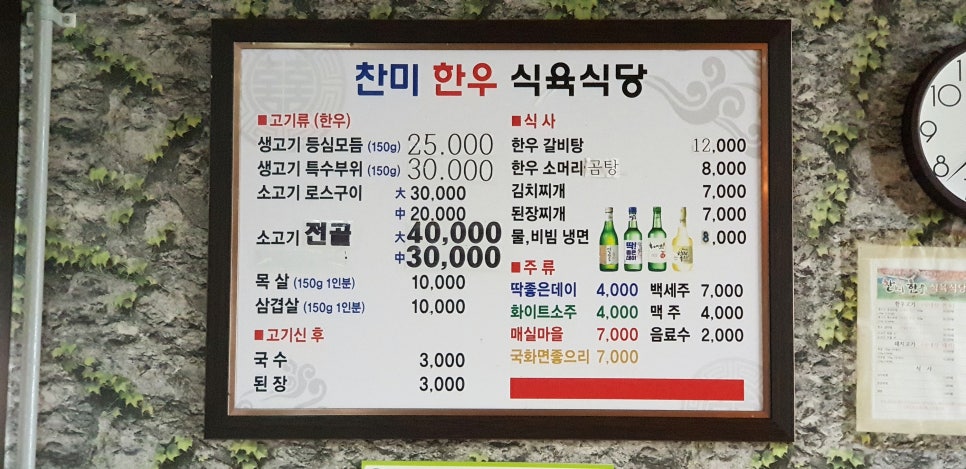 찬미 한우 식육식당
■고기류 (한우)
생고기 등심모듬 (150g) 25.000
생고기 특수부위 (150g) 30.000
소고기 로스구이 大 30,000
中 20,000
소고기 전골 大 40,000
中 30,000
목 살 (150g 1인분) 10,000
삼겹살 (150g 1인분) 10,000
■고기신 후
국 수 3,000
된 장 3,000
■식 사
한우 갈비탕 12,000
한우 소머리곰탕 8,000
김치찌개 7,000
된장찌개 7,000
물,비빔 냉면 8,000
■주 류
딱좋은데이 4,000 백세주 7,000
화이트소주 4,000 맥 주 4,000
매실마을 7,000 음료수 2,000
국화면좋으리 7,000
10
9
8